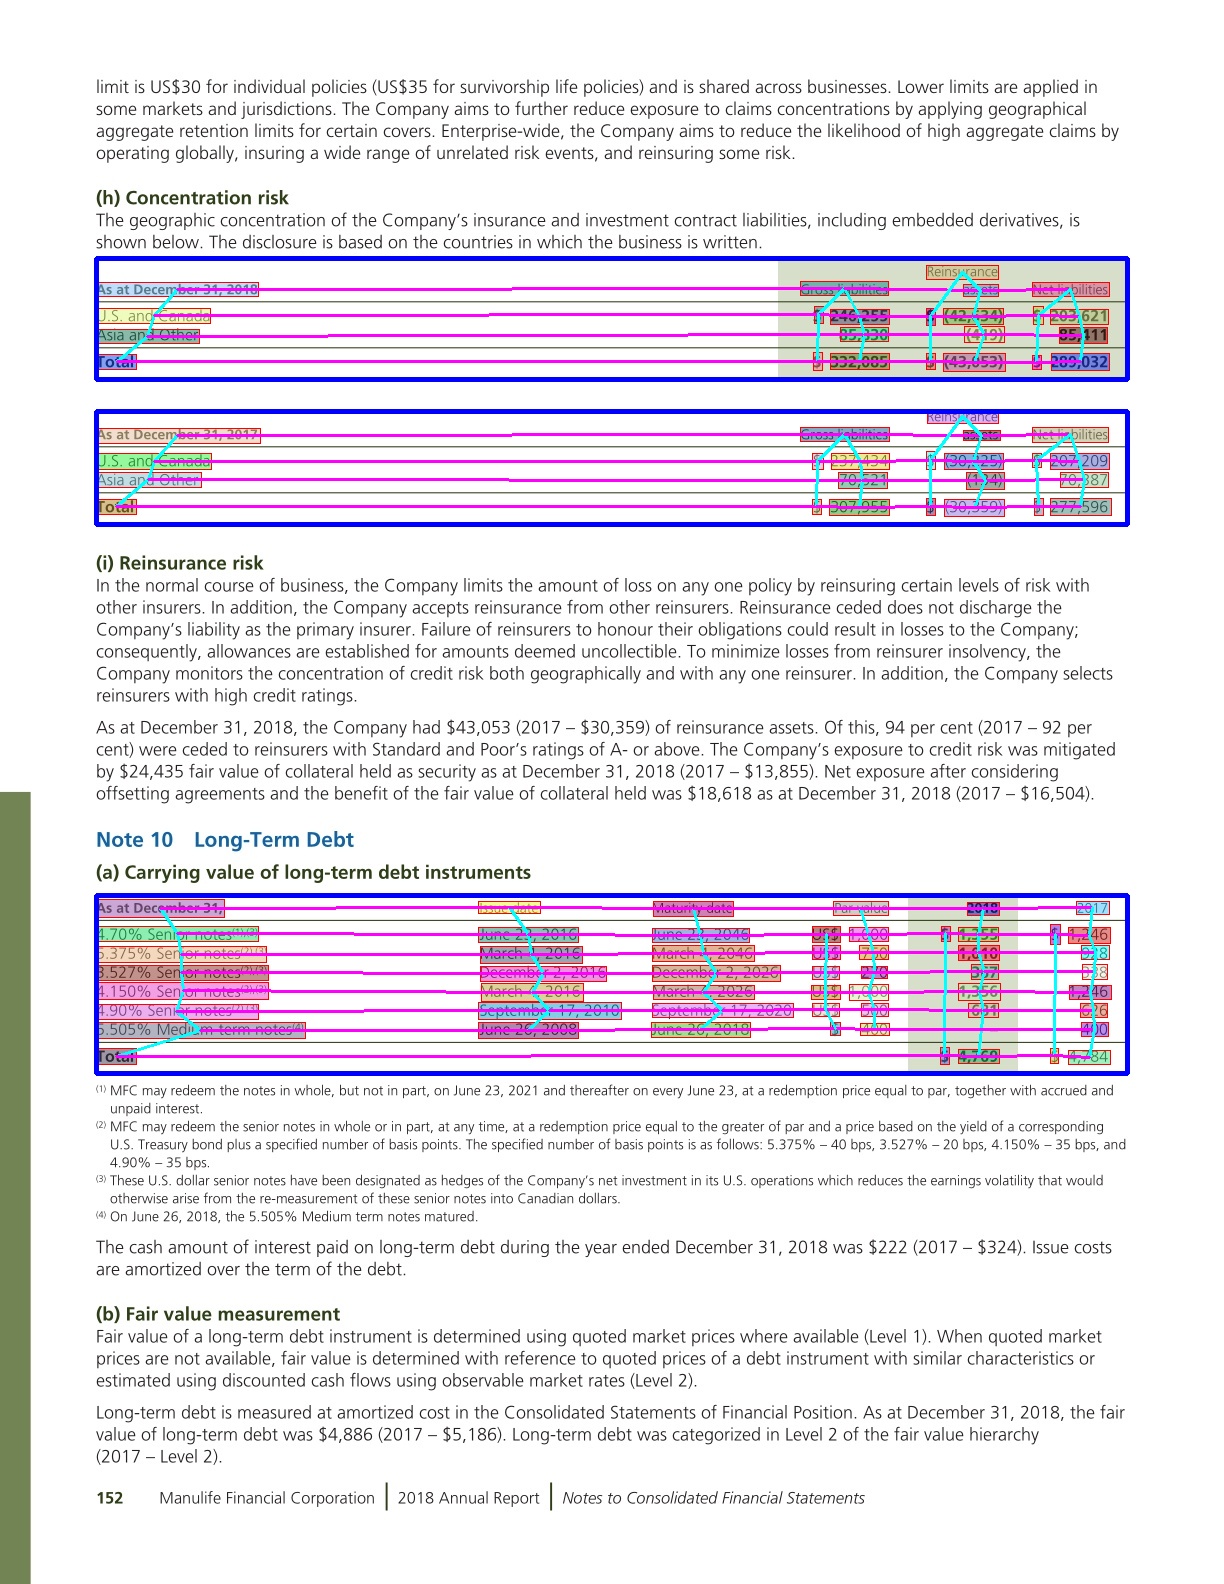 limit is US$30 for individual policies (US$35 for survivorship life policies) and is shared across businesses. Lower limits are applied in
some markets and jurisdictions. The Company aims to further reduce exposure to claims concentrations by applying geographical
aggregate retention limits for certain covers. Enterprise-wide, the Company aims to reduce the likelihood of high aggregate claims by
operating globally, insuring a wide range of unrelated risk events, and reinsuring some risk.
(h) Concentration risk
The geographic concentration of the Company's insurance and investment contract liabilities, including embedded derivatives, is
shown below. The disclosure is based on the countries in which the business is written.
Reinsurance
As at December 31, 2018 Gross liabilities assets Net liabilities
U.S. and Canada $ 246,255 $ (42,634) $ 203,621
Asia and Other 85,830 (419) 85,411
Total $ 332,085 $ (43,053) $ 289,032
Reinsurance
As at December 31, 2017 Gross liabilities assets Net liabilities
U.S. and Canada $ 237,434 $ (30,225) $ 207,209
Asia and Other 70,521 (134) 70,387
Total $ 307,955 $ (30,359) $ 277,596
(i) Reinsurance risk
In the normal course of business, the Company limits the amount of loss on any one policy by reinsuring certain levels of risk with
other insurers. In addition, the Company accepts reinsurance from other reinsurers. Reinsurance ceded does not discharge the
Company's liability as the primary insurer. Failure of reinsurers to honour their obligations could result in losses to the Company;
consequently, allowances are established for amounts deemed uncollectible. To minimize losses from reinsurer insolvency, the
Company monitors the concentration of credit risk both geographically and with any one reinsurer. In addition, the Company selects
reinsurers with high credit ratings.
As at December 31, 2018, the Company had $43,053 (2017 – $30,359) of reinsurance assets. Of this, 94 per cent (2017 – 92 per
cent) were ceded to reinsurers with Standard and Poor's ratings of A- or above. The Company's exposure to credit risk was mitigated
by $24,435 fair value of collateral held as security as at December 31, 2018 (2017 – $13,855). Net exposure after considering
offsetting agreements and the benefit of the fair value of collateral held was $18,618 as at December 31, 2018 (2017 – $16,504).
Note 10 Long-Term Debt
(a) Carrying value of long-term debt instruments
As at December 31, Issue date Maturity date Par value 2018 2017
4.70% Senior notes(1),(3) June 23, 2016 June 23, 2046 US$ 1,000 $ 1,355 $ 1,246
5.375% Senior notes(2),(3) March 4, 2016 March 4, 2046 US$ 750 1,010 928
3.527% Senior notes(2),(3) December 2, 2016 December 2, 2026 US$ 270 367 338
4.150% Senior notes(2),(3) March 4, 2016 March 4, 2026 US$ 1,000 1,356 1,246
4.90% Senior notes(2),(3) September 17, 2010 September 17, 2020 US$ 500 681 626
5.505% Medium term notes(4) June 26, 2008 June 26, 2018 $ 400 400
Total $ 4,769 $ 4,784
(1) MFC may redeem the notes in whole, but not in part, on June 23, 2021 and thereafter on every June 23, at a redemption price equal to par, together with accrued and
unpaid interest.
(2) MFC may redeem the senior notes in whole or in part, at any time, at a redemption price equal to the greater of par and a price based on the yield of a corresponding
U.S. Treasury bond plus a specified number of basis points. The specified number of basis points is as follows: 5.375% – 40 bps, 3.527% – 20 bps, 4.150% – 35 bps, and
4.90% – 35 bps.
(3) These U.S. dollar senior notes have been designated as hedges of the Company's net investment in its U.S. operations which reduces the earnings volatility that would
otherwise arise from the re-measurement of these senior notes into Canadian dollars.
(4) On June 26, 2018, the 5.505% Medium term notes matured.
The cash amount of interest paid on long-term debt during the year ended December 31, 2018 was $222 (2017 – $324). Issue costs
are amortized over the term of the debt.
(b) Fair value measurement
Fair value of a long-term debt instrument is determined using quoted market prices where available (Level 1). When quoted market
prices are not available, fair value is determined with reference to quoted prices of a debt instrument with similar characteristics or
estimated using discounted cash flows using observable market rates (Level 2).
Long-term debt is measured at amortized cost in the Consolidated Statements of Financial Position. As at December 31, 2018, the fair
value of long-term debt was $4,886 (2017 – $5,186). Long-term debt was categorized in Level 2 of the fair value hierarchy
(2017 – Level 2).
152 Manulife Financial Corporation 2018 Annual Report Notes to Consolidated Financial Statements